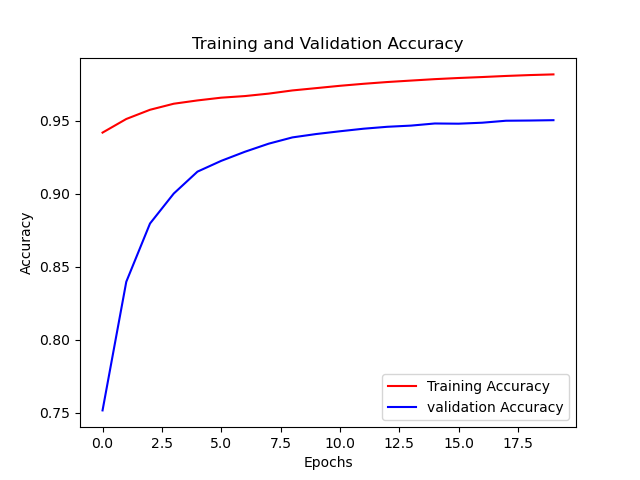 Training and Validation Accuracy
0.95
0.90
0.85
0.80
0.75
Accuracy
Training Accuracy
validation Accuracy
0.0 2.5 5.0 7.5 10.0 12.5 15.0 17.5
Epochs